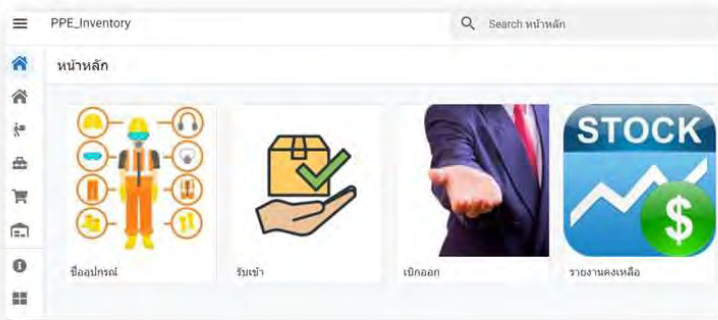 PPE_Inventory
Search หน้าหลัก
หน้าหลัก
STOCK
$
ชื่ออุปกรณ์
รับเข้า
เบิกออก
รายงานคงเหลือ